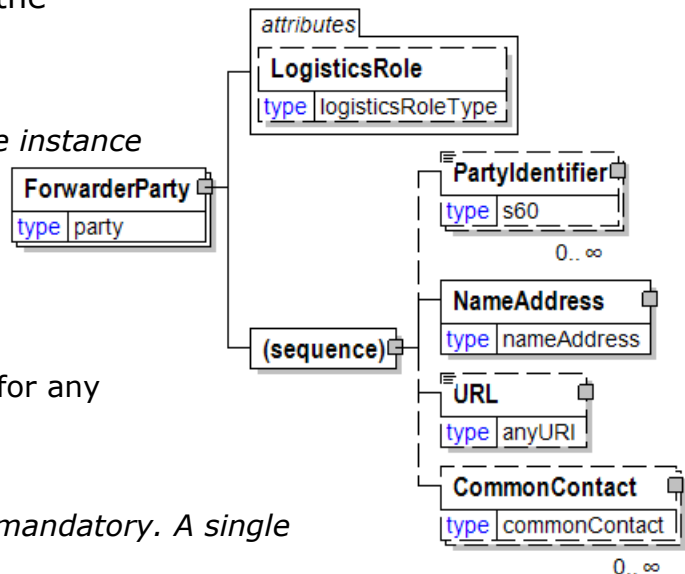 the
attributes
LogisticsRole
type logisticsRoleType
e instance
ForwarderParty
type party
PartyIdentifier
type s60
0.. ∞
NameAddress
type nameAddress
(sequence)
for any
URL
type anyURI
CommonContact
type commonContact
mandatory. A single
0.. ∞